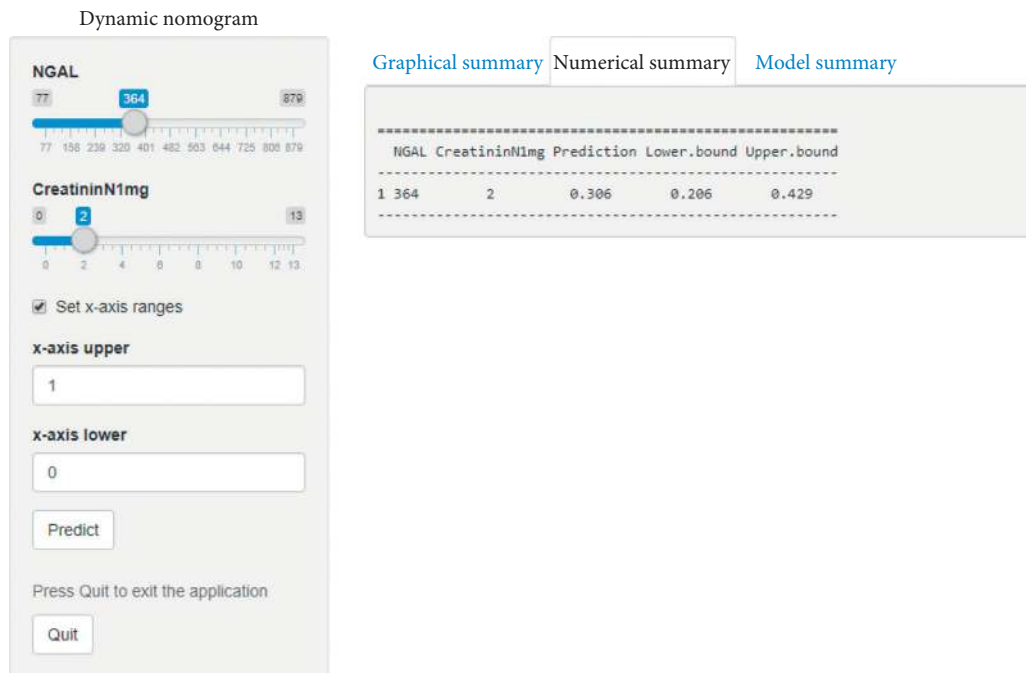 Dynamic nomogram
NGAL
77 364 879
77 158 239 320 401 482 563 644 725 806 879
CreatininN1mg
0 2 13
0 2 4 6 8 10 12 13
Set x-axis ranges
x-axis upper
1
x-axis lower
0
Predict
Press Quit to exit the application
Quit
Graphical summary Numerical summary Model summary
=======================================================
NGAL CreatininN1mg Prediction Lower.bound Upper.bound
-------------------------------------------------------
1 364 2 0.306 0.206 0.429
-------------------------------------------------------